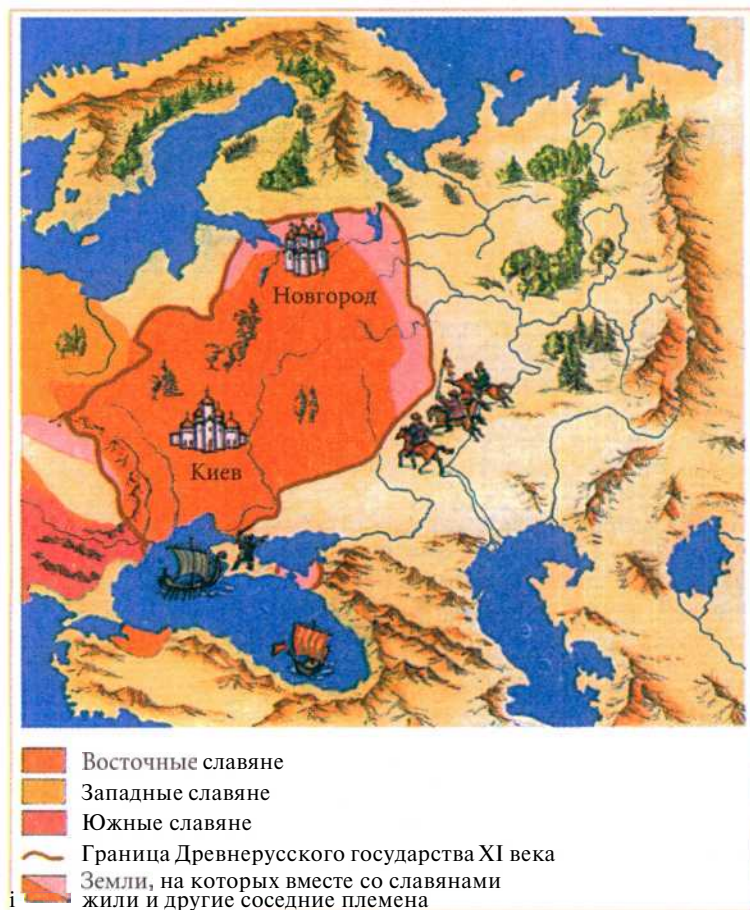 Новгород
Киев
Восточные славяне
Западные славяне
Южные славяне
Граница Древнерусского государства XI века
Земли, на которых вместе со славянами
i жили и другие соседние племена